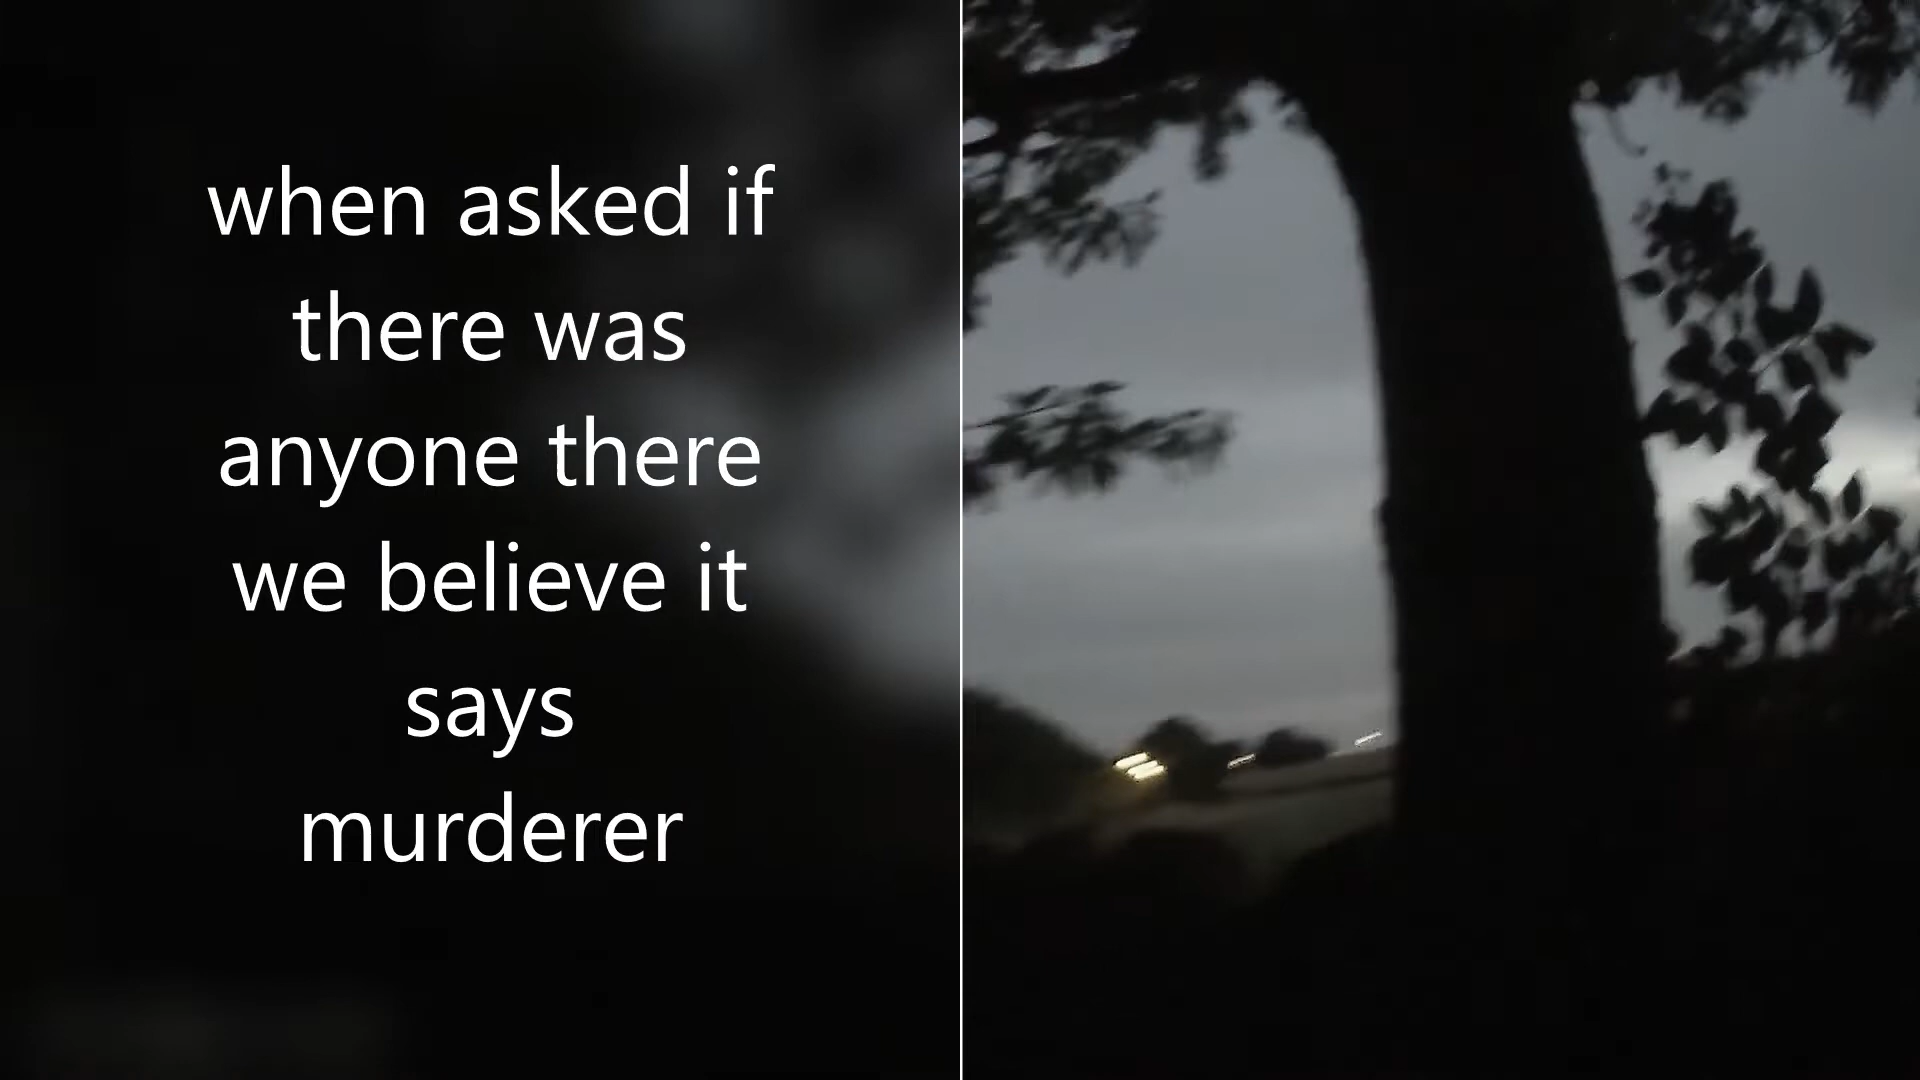 when asked if
there was
anyone there
we believe it
says
murderer